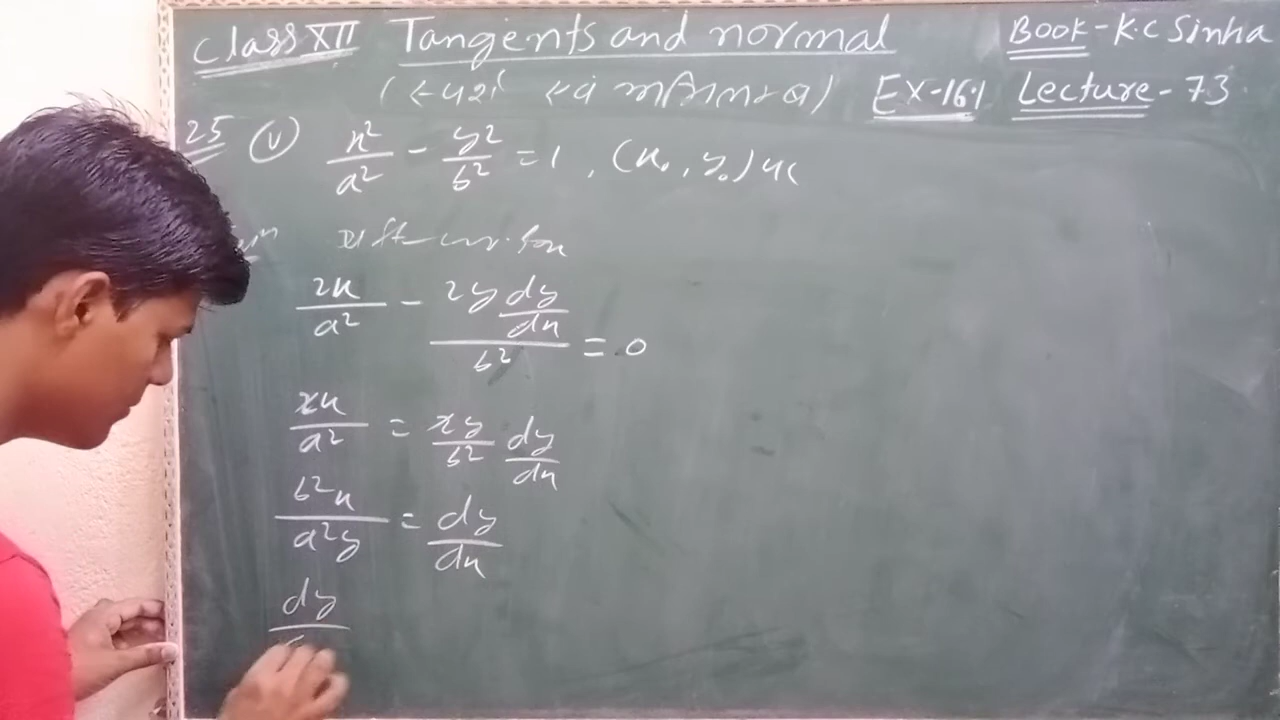 Class XII Tangents and normal Book - K.C Sinha
Ex-16.1 Lecture - 73
25 (v) x²/a² - y²/b² = 1, (x₀, y₀) पर
2x/a² - 2y dy/dx / b² = 0
2x/a² = 2y/b² dy/dx
b²x/a²y = dy/dx
dy